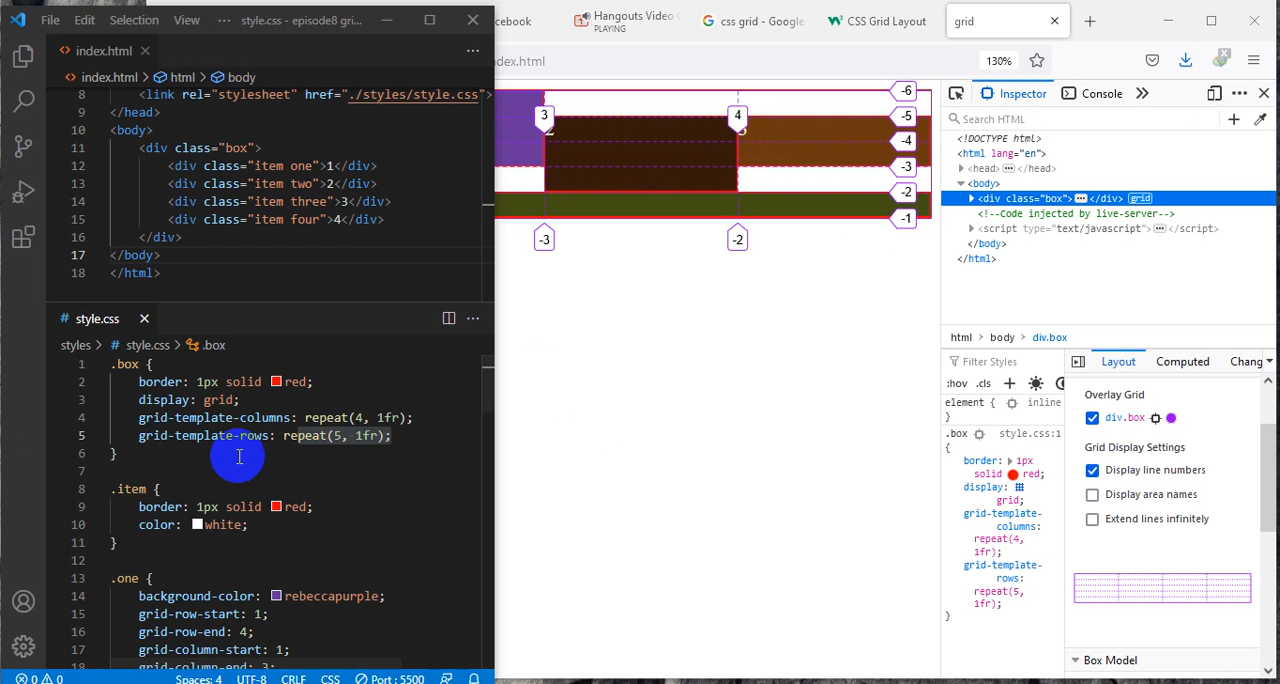 File Edit Selection View ··· style.css - episode8 gri...
index.html
index.html > html > body
8 <link rel="stylesheet" href="./styles/style.css">
9 </head>
10 <body>
11 <div class="box">
12 <div class="item one">1</div>
13 <div class="item two">2</div>
14 <div class="item three">3</div>
15 <div class="item four">4</div>
16 </div>
17 </body>
18 </html>
# style.css
styles > # style.css > .box
1 .box {
2 border: 1px solid red;
3 display: grid;
4 grid-template-columns: repeat(4, 1fr);
5 grid-template-rows: repeat(5, 1fr);
6 }
7
8 .item {
9 border: 1px solid red;
10 color: white;
11 }
12
13 .one {
14 background-color: rebeccapurple;
15 grid-row-start: 1;
16 grid-row-end: 4;
17 grid-column-start: 1;
18 grid-column-end: 3;
0 0 Spaces: 4 UTF-8 CRLF CSS Port : 5500
cebook
Hangouts Video
PLAYING
css grid - Google
CSS Grid Layout
grid
dex.html
130%
-6
3 4 -5
-4
-3
-2
-1
-3 -2
Inspector Console
Search HTML
<!DOCTYPE html>
<html lang="en">
<head> ··· </head>
<body>
<div class="box"> ··· </div> grid
<!--Code injected by live-server-->
<script type="text/javascript"> ··· </script>
</body>
</html>
html > body > div.box
Filter Styles
:hov .cls +
element { inline
}
.box style.css:1
{
border: 1px
solid red;
display:
grid;
grid-template-
columns:
repeat(4,
1fr);
grid-template-
rows:
repeat(5,
1fr);
}
Layout Computed Chang
Overlay Grid
div.box
Grid Display Settings
Display line numbers
Display area names
Extend lines infinitely
Box Model